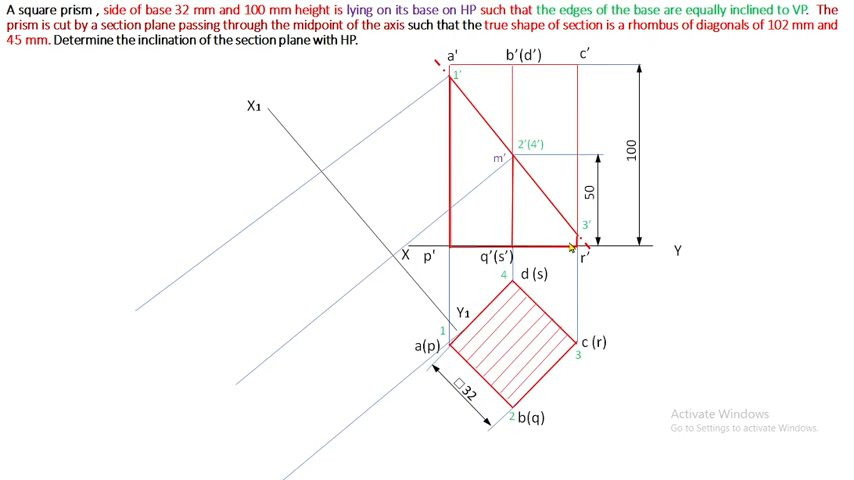 A square prism , side of base 32 mm and 100 mm height is lying on its base on HP such that the edges of the base are equally inclined to VP. The
prism is cut by a section plane passing through the midpoint of the axis such that the true shape of section is a rhombus of diagonals of 102 mm and
45 mm. Determine the inclination of the section plane with HP.
a' b'(d') c'
1'
X1
2'(4')
m'
100
50
3'
X p' q'(s') r' Y
4 d (s)
Y1
1
a(p) c (r)
3
□32
2 b(q)
Activate Windows
Go to Settings to activate Windows.